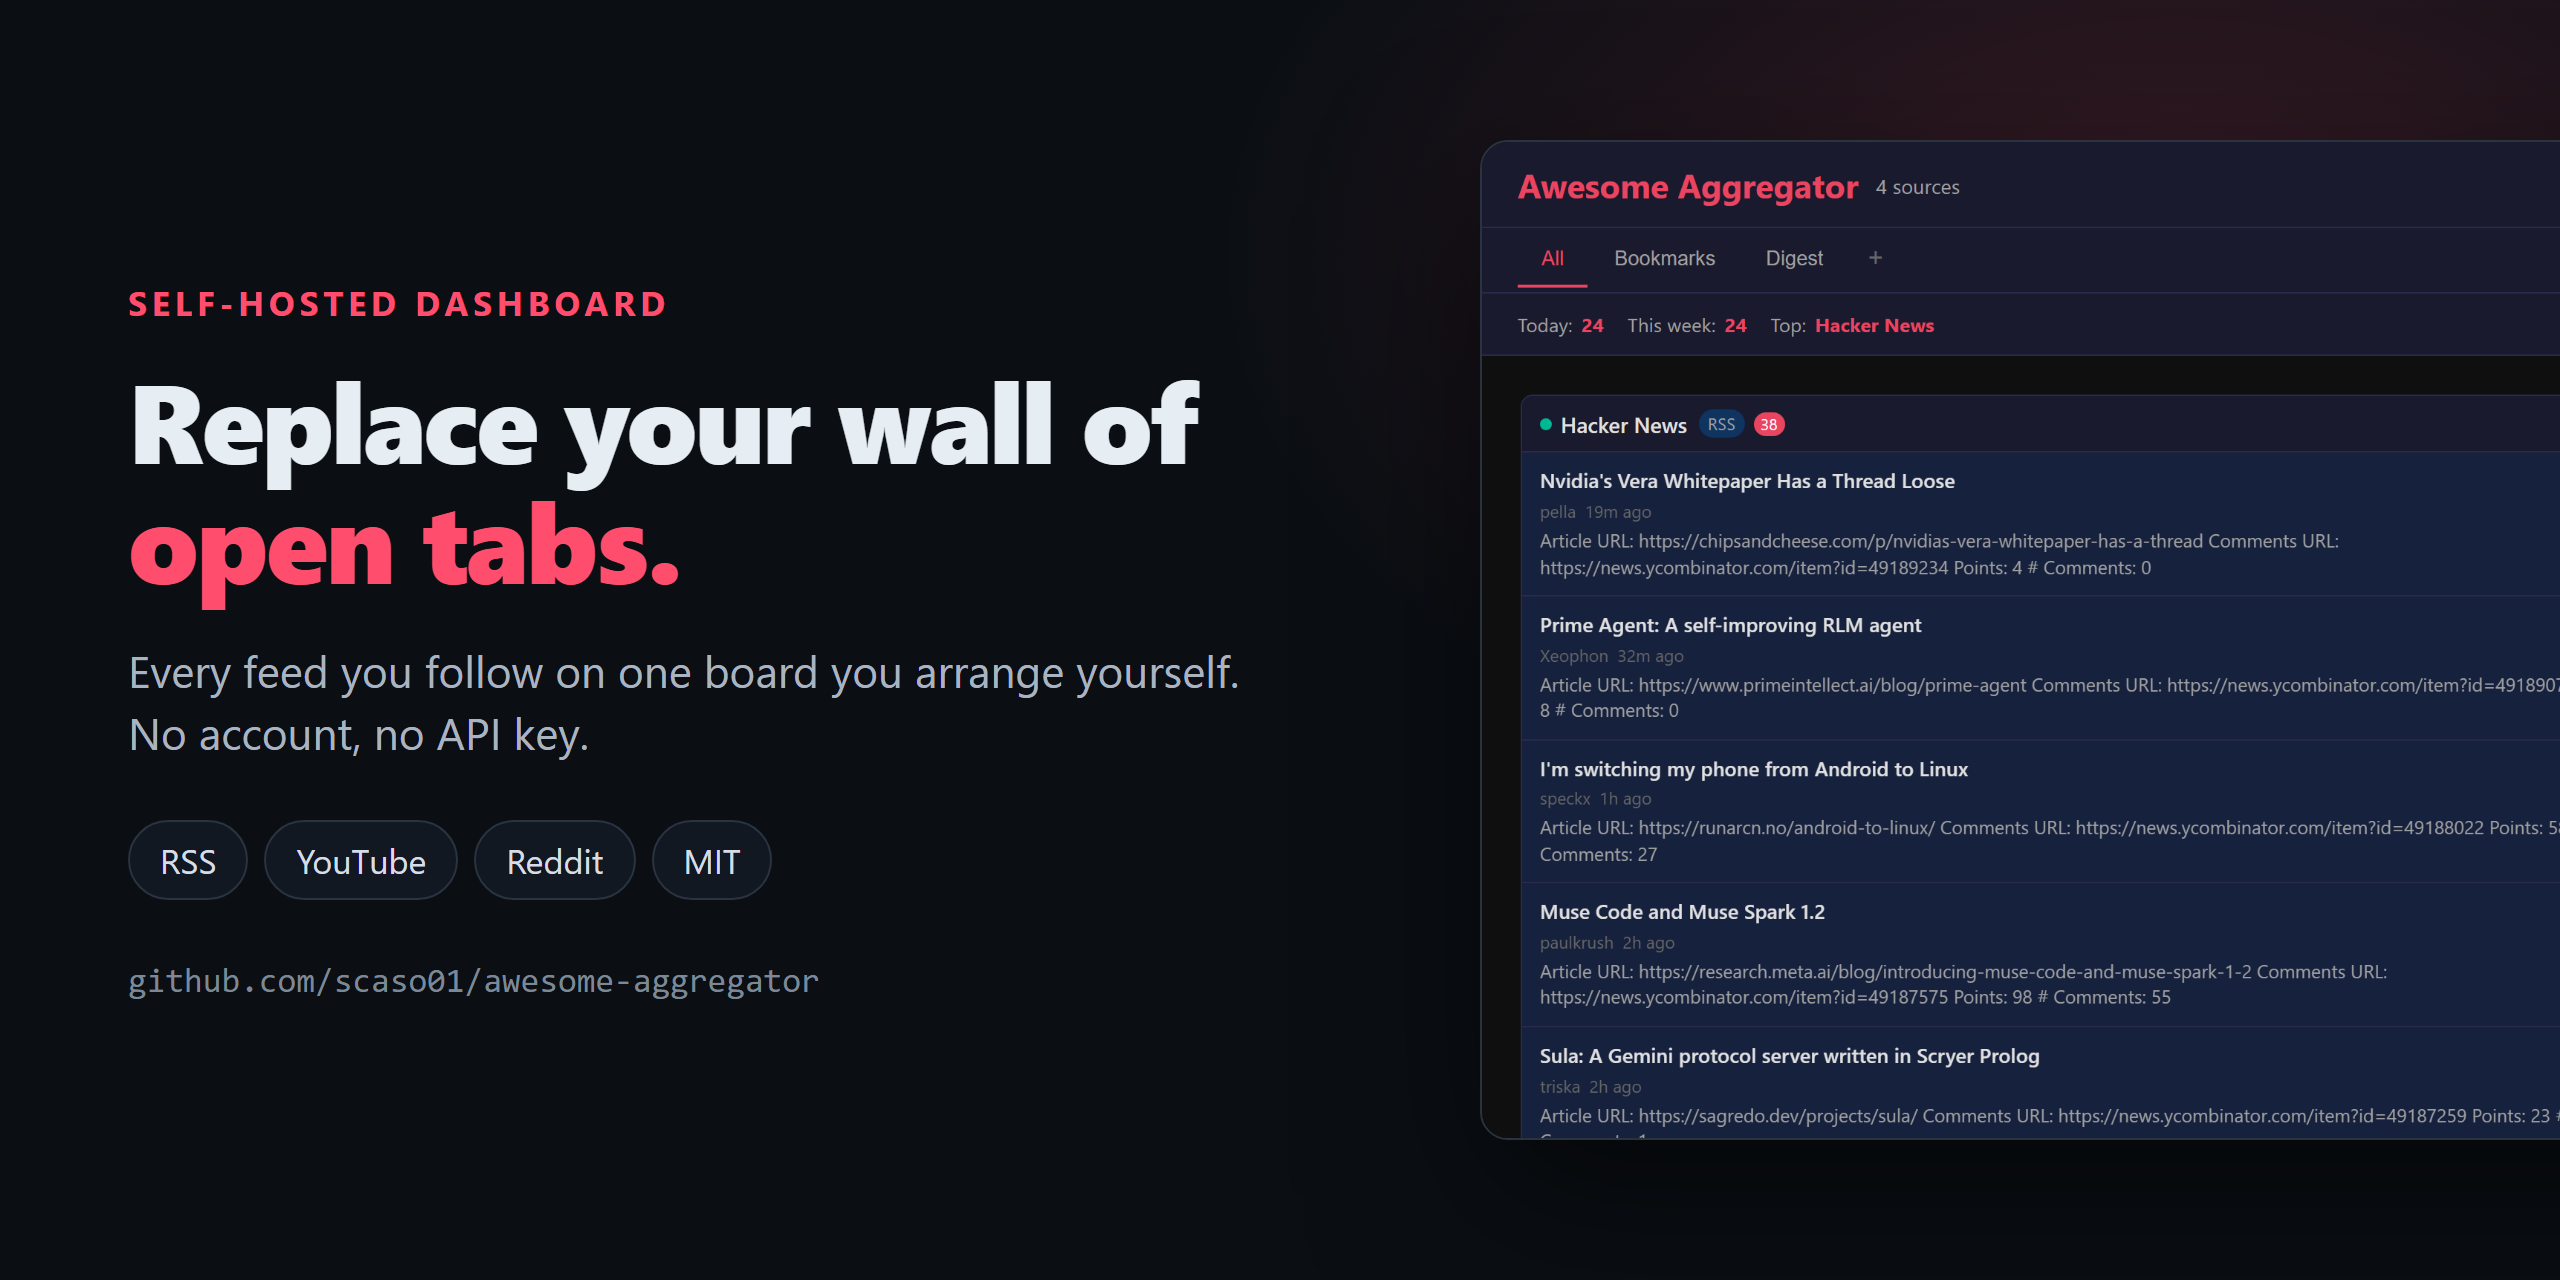 SELF-HOSTED DASHBOARD
Replace your wall of
open tabs.
Every feed you follow on one board you arrange yourself.
No account, no API key.
RSS YouTube Reddit MIT
github.com/scaso01/awesome-aggregator
Awesome Aggregator 4 sources
All Bookmarks Digest +
Today: 24 This week: 24 Top: Hacker News
Hacker News RSS 38
Nvidia's Vera Whitepaper Has a Thread Loose
pella 19m ago
Article URL: https://chipsandcheese.com/p/nvidias-vera-whitepaper-has-a-thread Comments URL:
https://news.ycombinator.com/item?id=49189234 Points: 4 # Comments: 0
Prime Agent: A self-improving RLM agent
Xeophon 32m ago
Article URL: https://www.primeintellect.ai/blog/prime-agent Comments URL: https://news.ycombinator.com/item?id=4918907
8 # Comments: 0
I'm switching my phone from Android to Linux
speckx 1h ago
Article URL: https://runarcn.no/android-to-linux/ Comments URL: https://news.ycombinator.com/item?id=49188022 Points: 58
Comments: 27
Muse Code and Muse Spark 1.2
paulkrush 2h ago
Article URL: https://research.meta.ai/blog/introducing-muse-code-and-muse-spark-1-2 Comments URL:
https://news.ycombinator.com/item?id=49187575 Points: 98 # Comments: 55
Sula: A Gemini protocol server written in Scryer Prolog
triska 2h ago
Article URL: https://sagredo.dev/projects/sula/ Comments URL: https://news.ycombinator.com/item?id=49187259 Points: 23 #